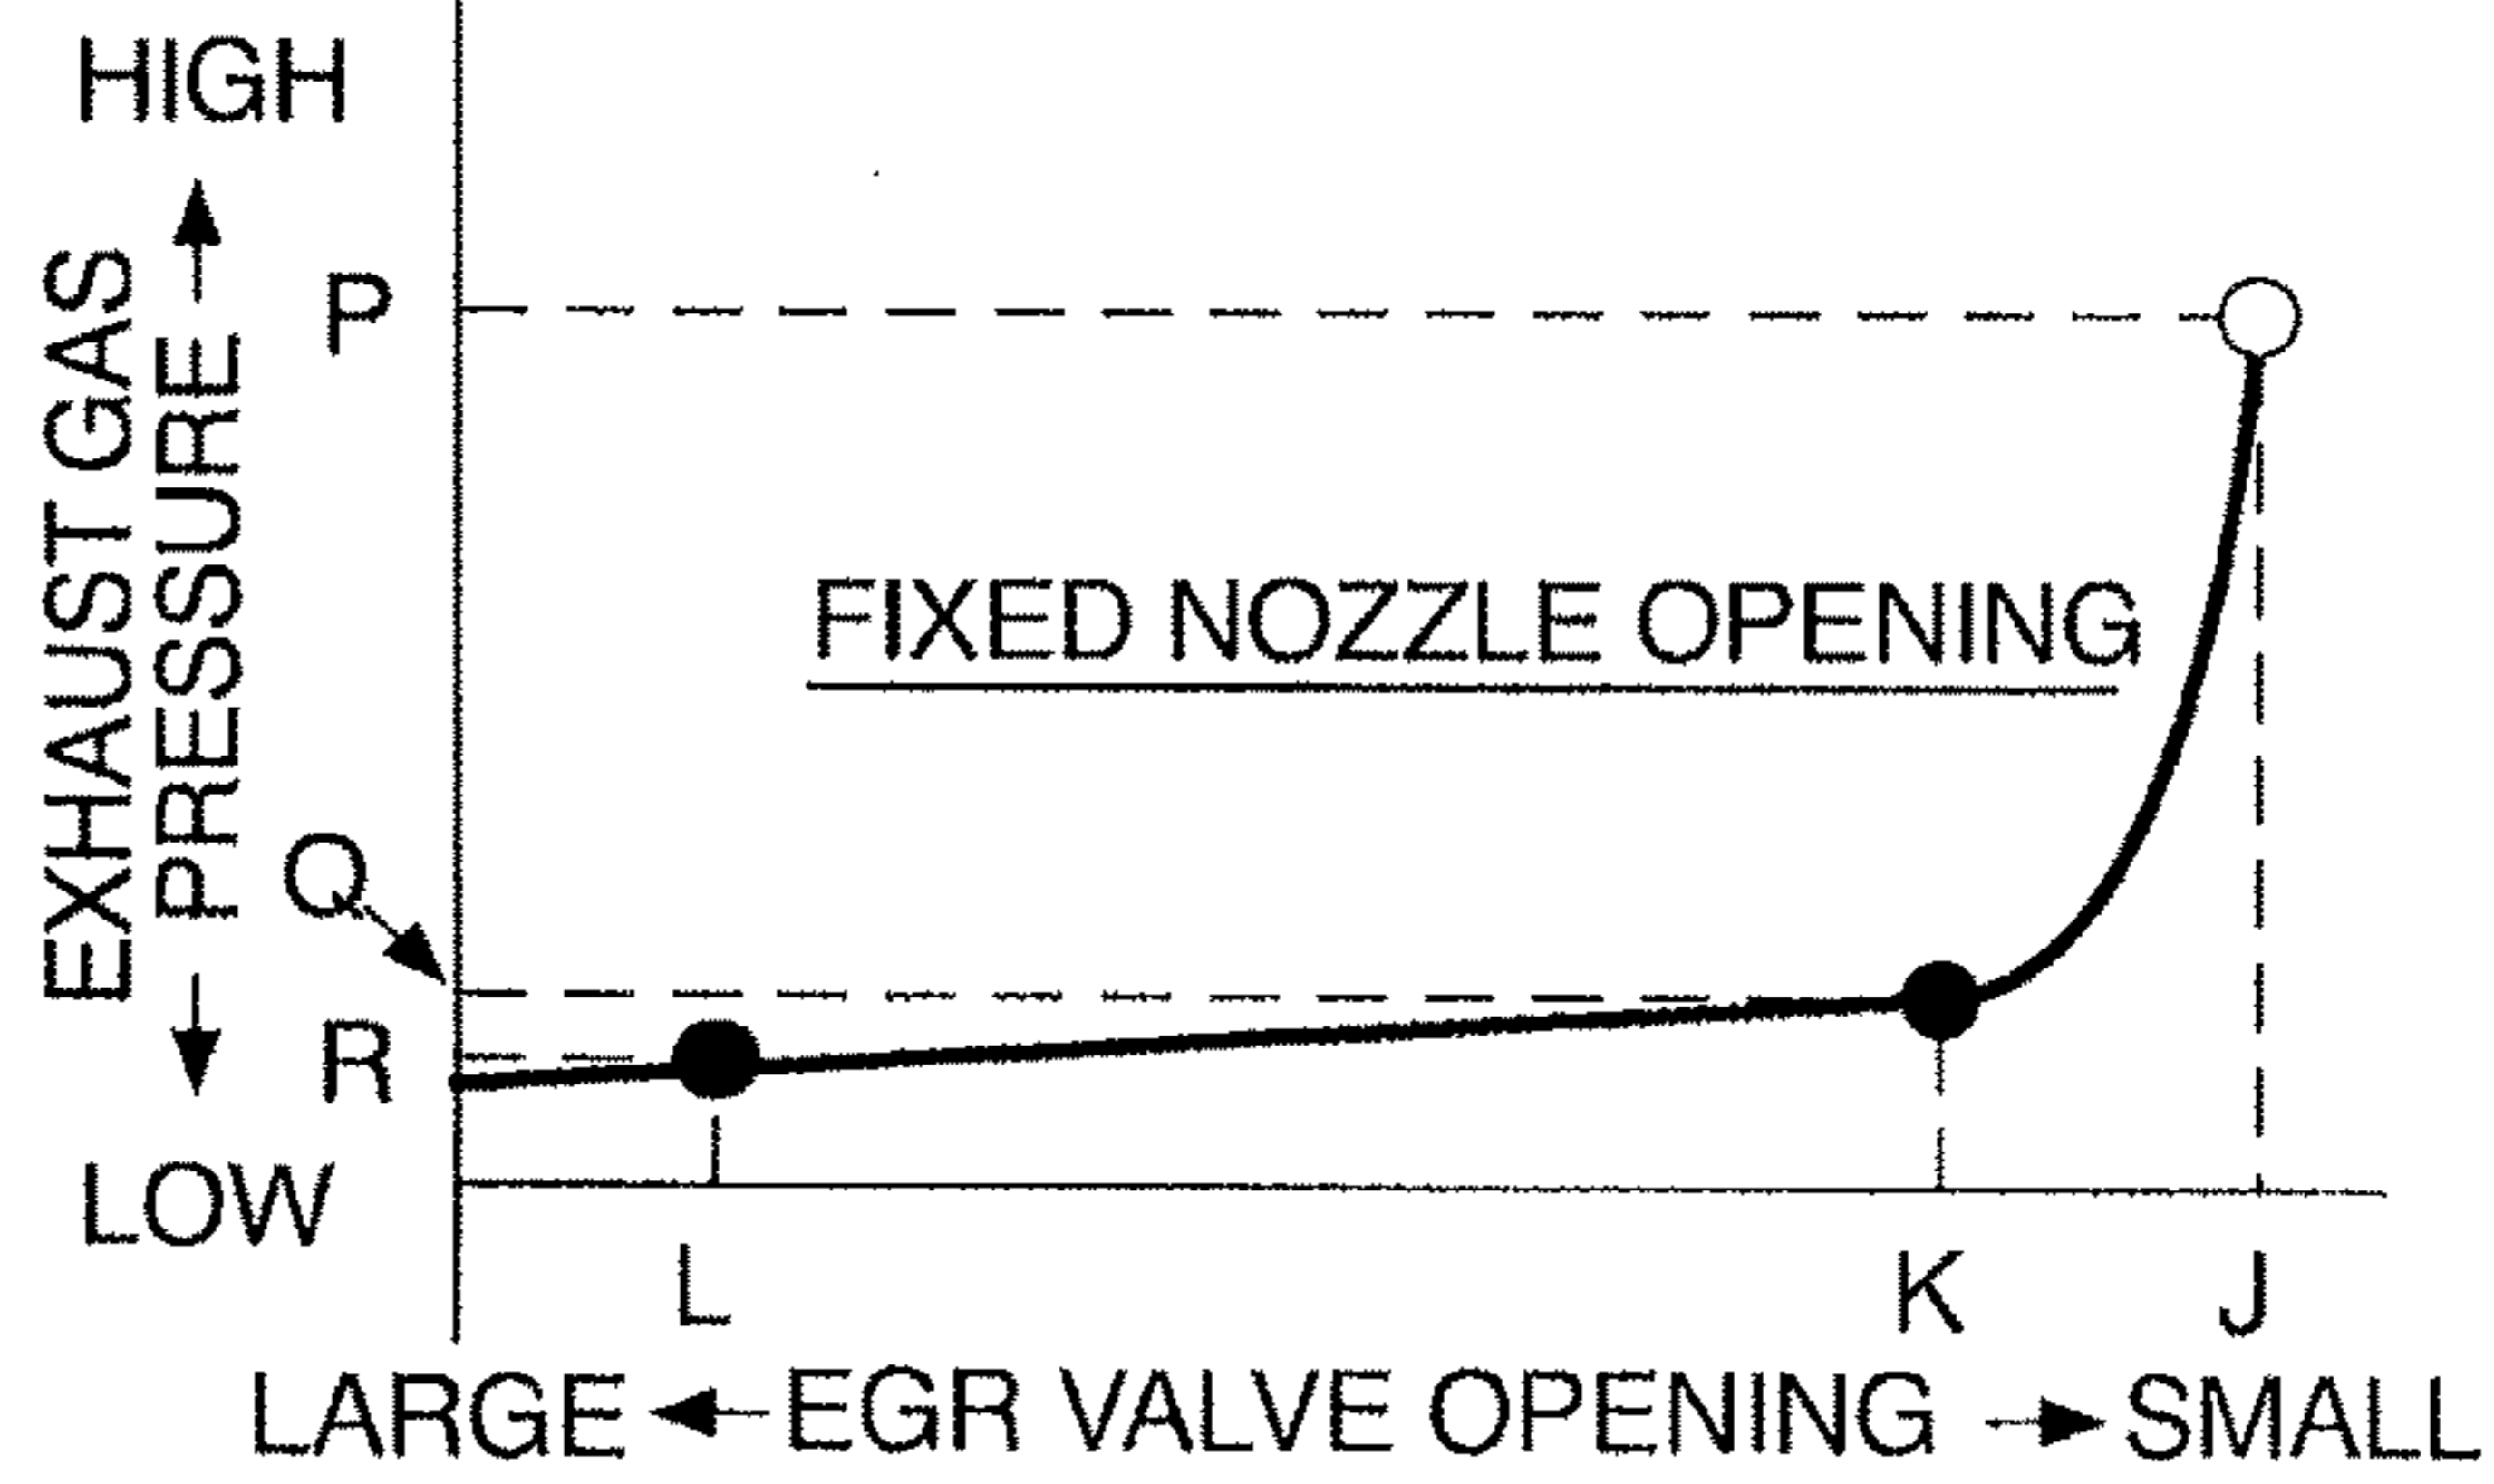 HIGH
EXHAUST GAS
PRESSURE
P
FIXED NOZZLE OPENING
Q
R
LOW
L
K
J
LARGE
EGR VALVE OPENING
SMALL